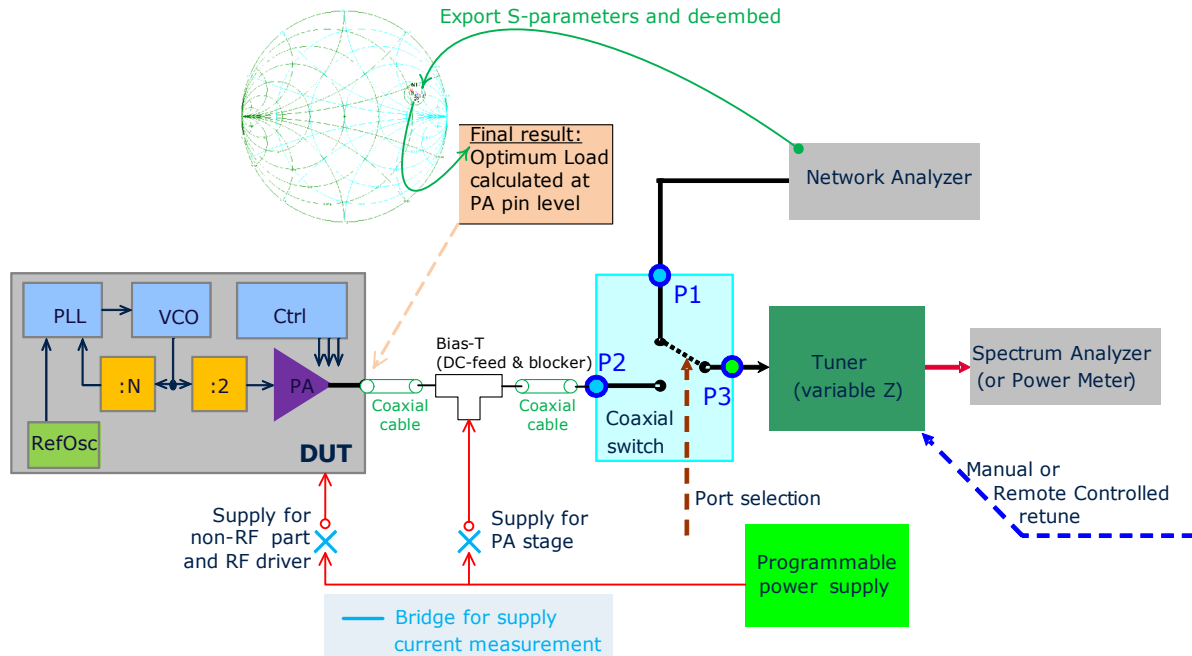 Export S-parameters and de-embed
Final result:
Optimum Load
calculated at
PA pin level
Network Analyzer
P1
PLL
VCO
Ctrl
:N
:2
PA
RefOsc
DUT
Bias-T
(DC-feed & blocker)
Coaxial
cable
Coaxial
cable
P2
P3
Coaxial
switch
Tuner
(variable Z)
Spectrum Analyzer
(or Power Meter)
Port selection
Manual or
Remote Controlled
retune
Supply for
non-RF part
and RF driver
Supply for
PA stage
Programmable
power supply
Bridge for supply
current measurement